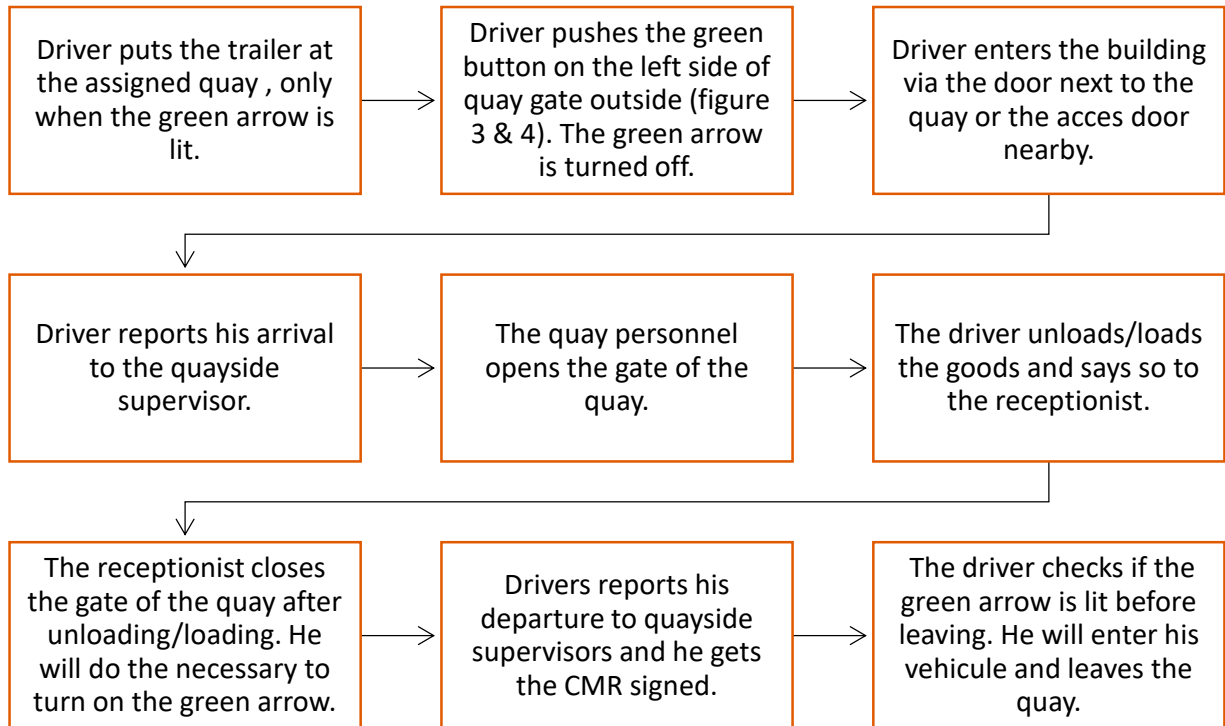 Driver puts the trailer at
the assigned quay , only
when the green arrow is
lit.
Driver pushes the green
button on the left side of
quay gate outside (figure
3 & 4). The green arrow
is turned off.
Driver enters the building
via the door next to the
quay or the acces door
nearby.
Driver reports his arrival
to the quayside
supervisor.
The quay personnel
opens the gate of the
quay.
The driver unloads/loads
the goods and says so to
the receptionist.
The receptionist closes
the gate of the quay after
unloading/loading. He
will do the necessary to
turn on the green arrow.
Drivers reports his
departure to quayside
supervisors and he gets
the CMR signed.
The driver checks if the
green arrow is lit before
leaving. He will enter his
vehicule and leaves the
quay.